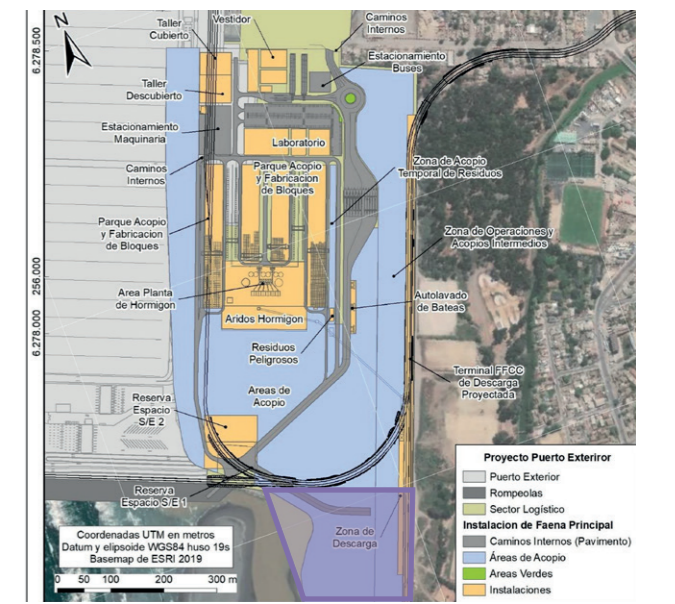 N
6.278.500
256.000
6.278.000
Taller
Cubierto
Vestidor
Caminos
Internos
Estacionamiento
Buses
Taller
Descubierto
Estacionamiento
Maquinaria
Laboratorio
Caminos
Internos
Parque Acopio
y Fabricacion
de Bloques
Zona de Acopio
Temporal de Residuos
Parque Acopio
y Fabricacion
de Bloques
Zona de Operaciones y
Acopios Intermedios
Area Planta
de Hormigon
Autolavado
de Bateas
Aridos Hormigon
Residuos
Peligrosos
Terminal FFCC
de Descarga
Proyectada
Areas de
Acopio
Reserva
Espacio
S/E 2
Reserva
Espacio S/E 1
Zona de
Descarga
Coordenadas UTM en metros
Datum y elipsoide WGS84 huso 19s
Basemap de ESRI 2019
0 50 100 200 300 m
Proyecto Puerto Exteriror
Puerto Exterior
Rompeolas
Sector Logístico
Instalacion de Faena Principal
Caminos Internos (Pavimento)
Áreas de Acopio
Areas Verdes
Instalaciones